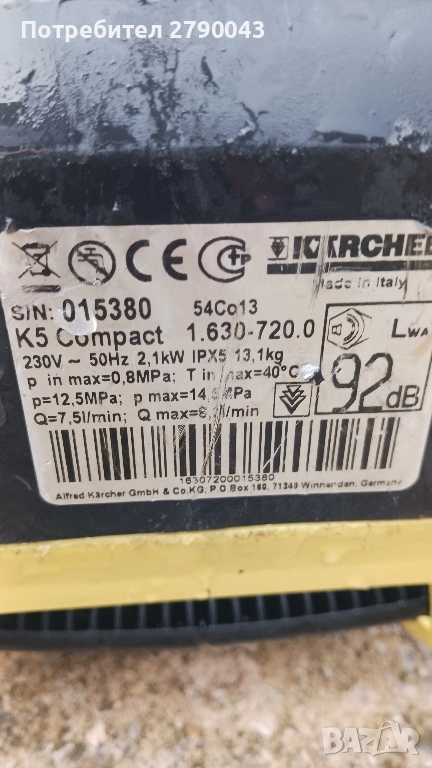 Потребител 2790043
KÄRCHER
Made in Italy
S/N: 015380 54Co13
K5 Compact 1.630-720.0
230V ~ 50Hz 2,1kW IPX5 13,1kg
p in max=0,8MPa; T in max=40°C
p=12,5MPa; p max=14, MPa
Q=7,5l/min; Q max=8, l/min
LWA
92dB
16307200015380
Alfred Kärcher GmbH & Co.KG, P.O Box 160, 71349 Winnenden, Germany
BAZAR